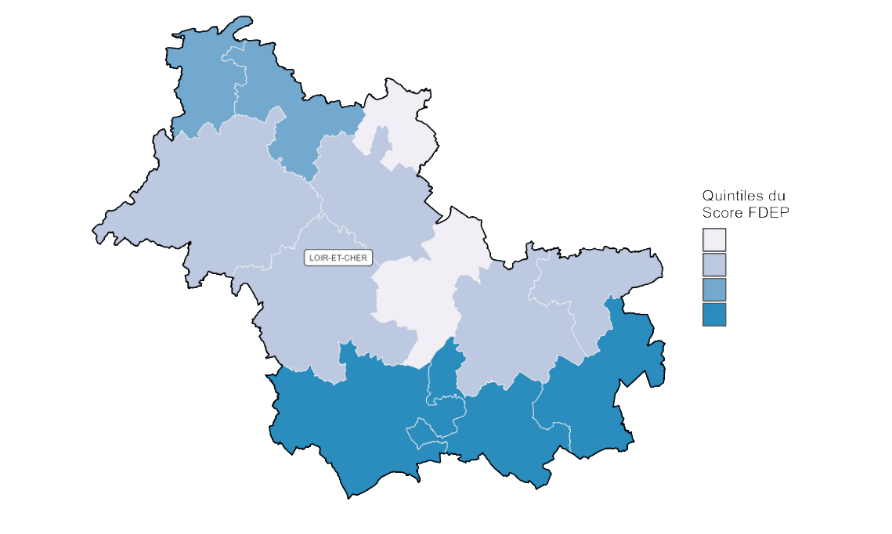 Quintiles du
Score FDEP
LOIR-ET-CHER